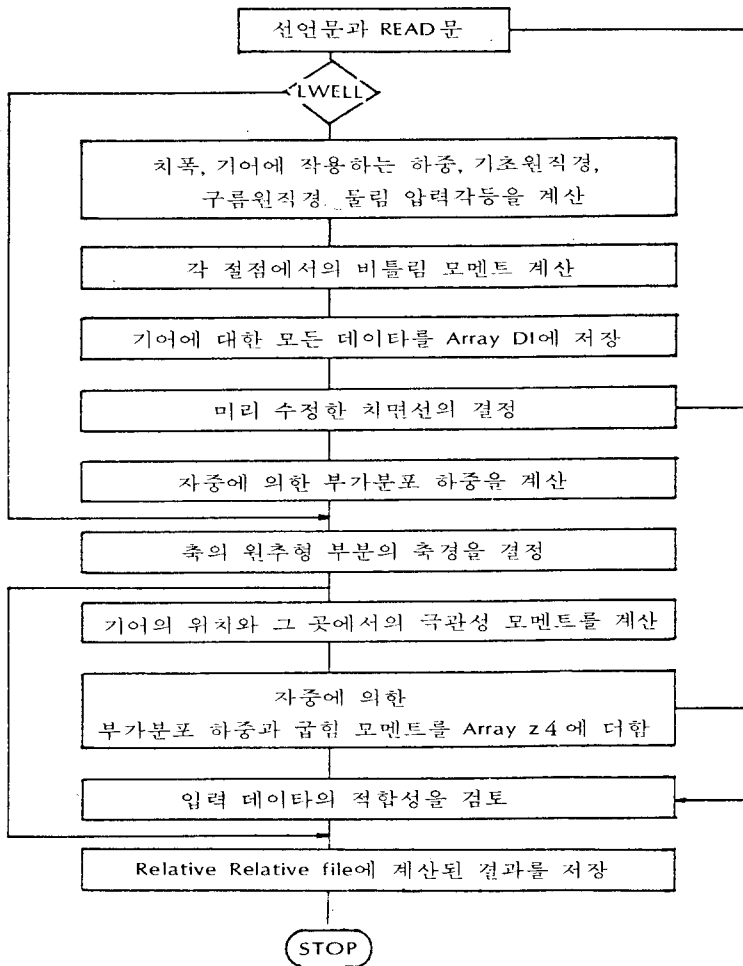 선언문과 READ문
LWELL
치폭, 기어에 작용하는 하중, 기초원직경,
구름원직경, 물림 압력각등을 계산
각 절점에서의 비틀림 모멘트 계산
기어에 대한 모든 데이타를 Array D1에 저장
미리 수정한 치면선의 결정
자중에 의한 부가분포 하중을 계산
축의 원추형 부분의 축경을 결정
기어의 위치와 그 곳에서의 극관성 모멘트를 계산
자중에 의한
부가분포 하중과 굽힘 모멘트를 Array z4에 더함
입력 데이타의 적합성을 검토
Relative Relative file에 계산된 결과를 저장
STOP